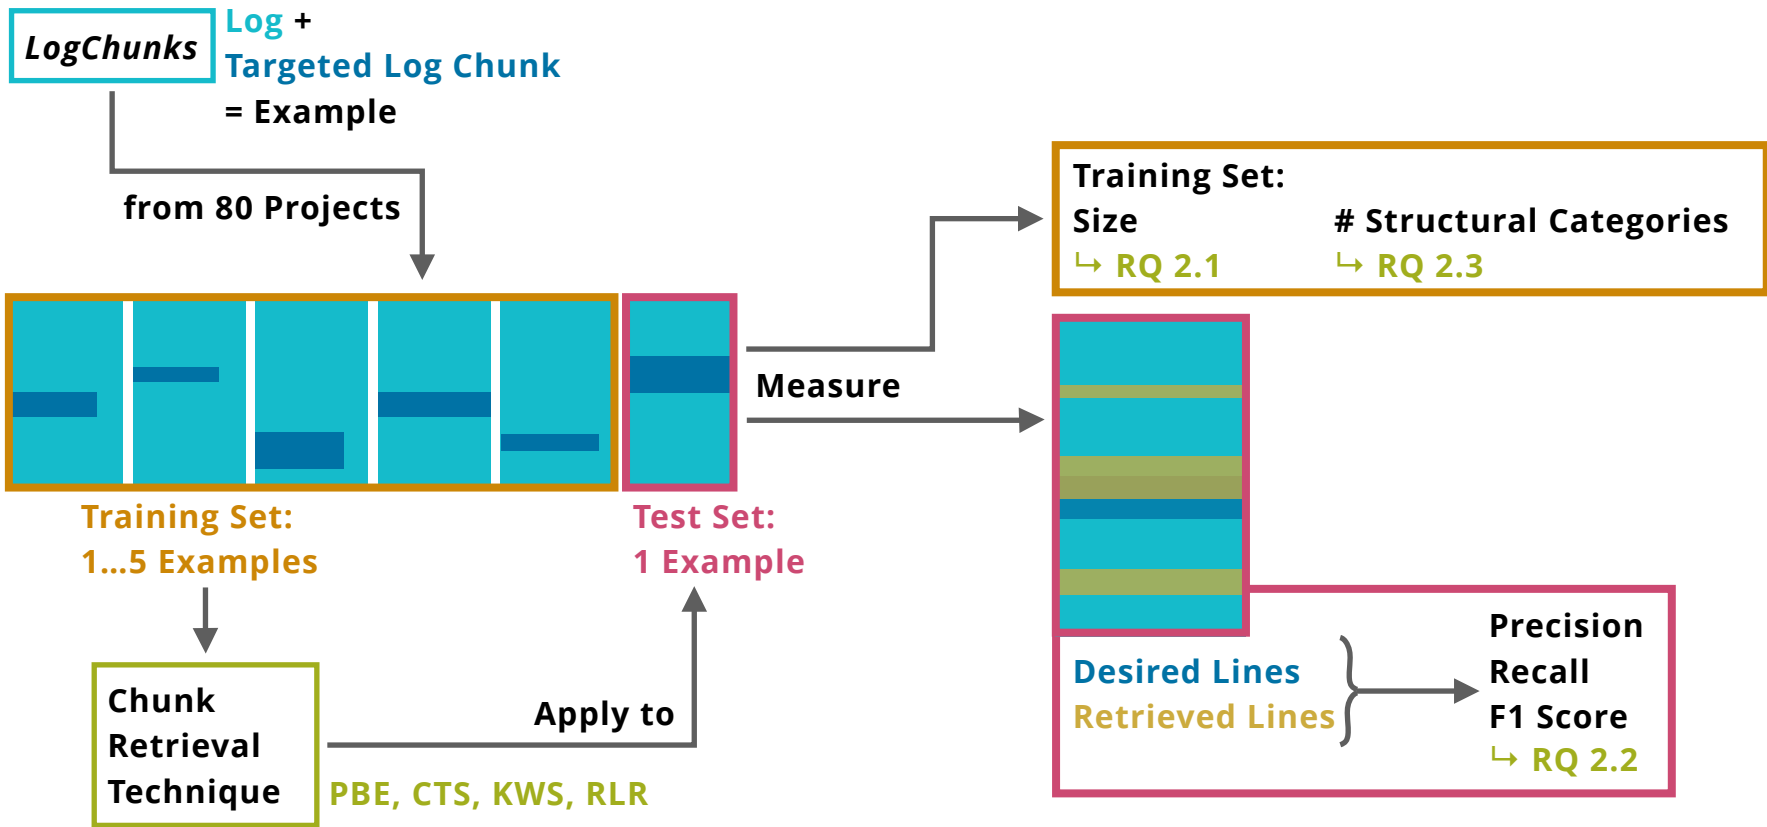 LogChunks
Log +
Targeted Log Chunk
= Example
from 80 Projects
Training Set:
1...5 Examples
Test Set:
1 Example
Chunk
Retrieval
Technique
Apply to
PBE, CTS, KWS, RLR
Measure
Training Set:
Size # Structural Categories
↳ RQ 2.1 ↳ RQ 2.3
Desired Lines
Retrieved Lines
Precision
Recall
F1 Score
↳ RQ 2.2